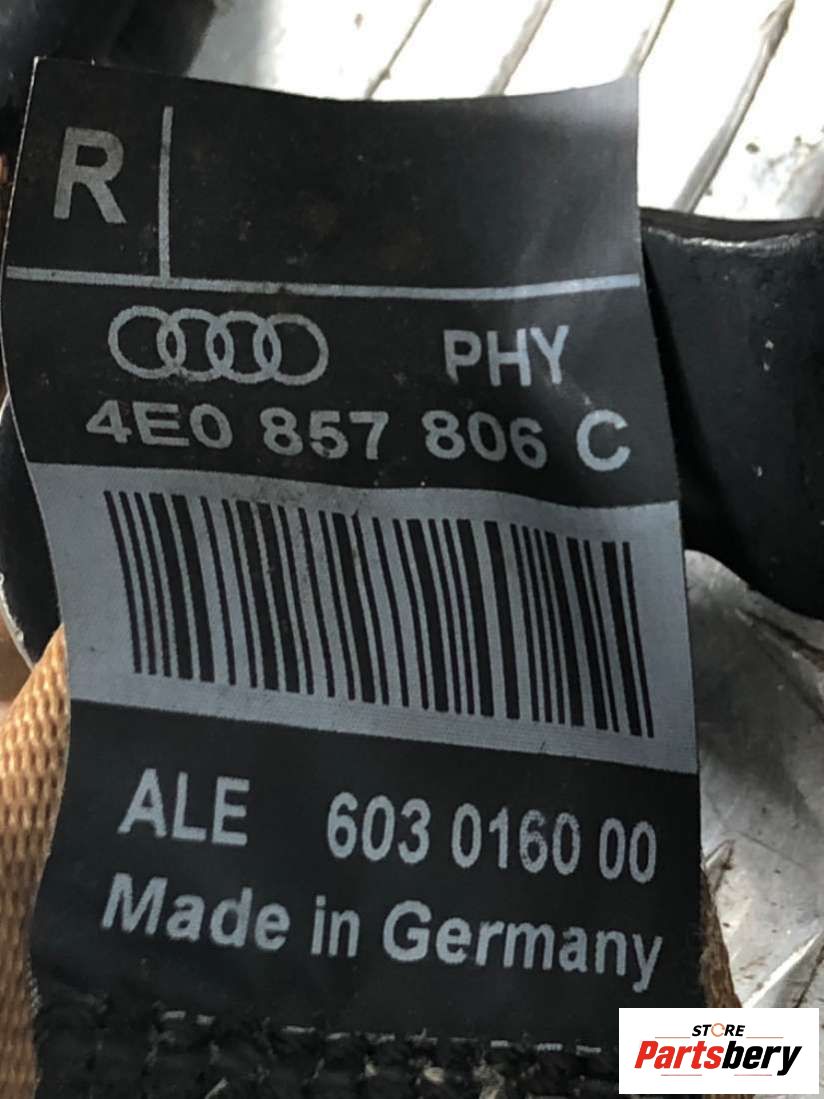 R
PHY
4E0 857 806 C
ALE 603 0160 00
Made in Germany
STORE
Partsbery